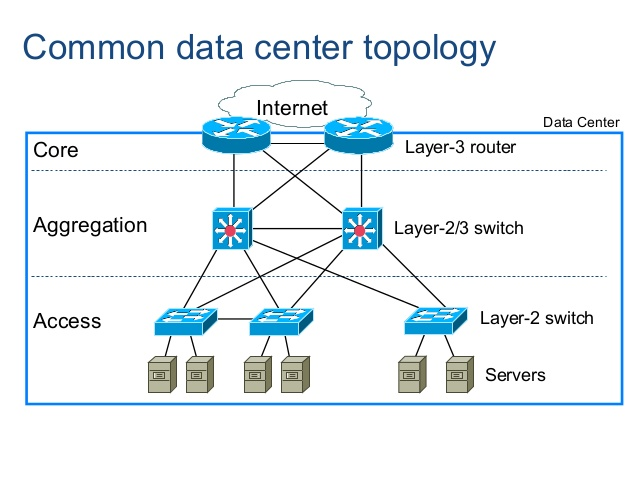 Common data center topology
Internet
Data Center
Core
Layer-3 router
Aggregation
Layer-2/3 switch
Access
Layer-2 switch
Servers